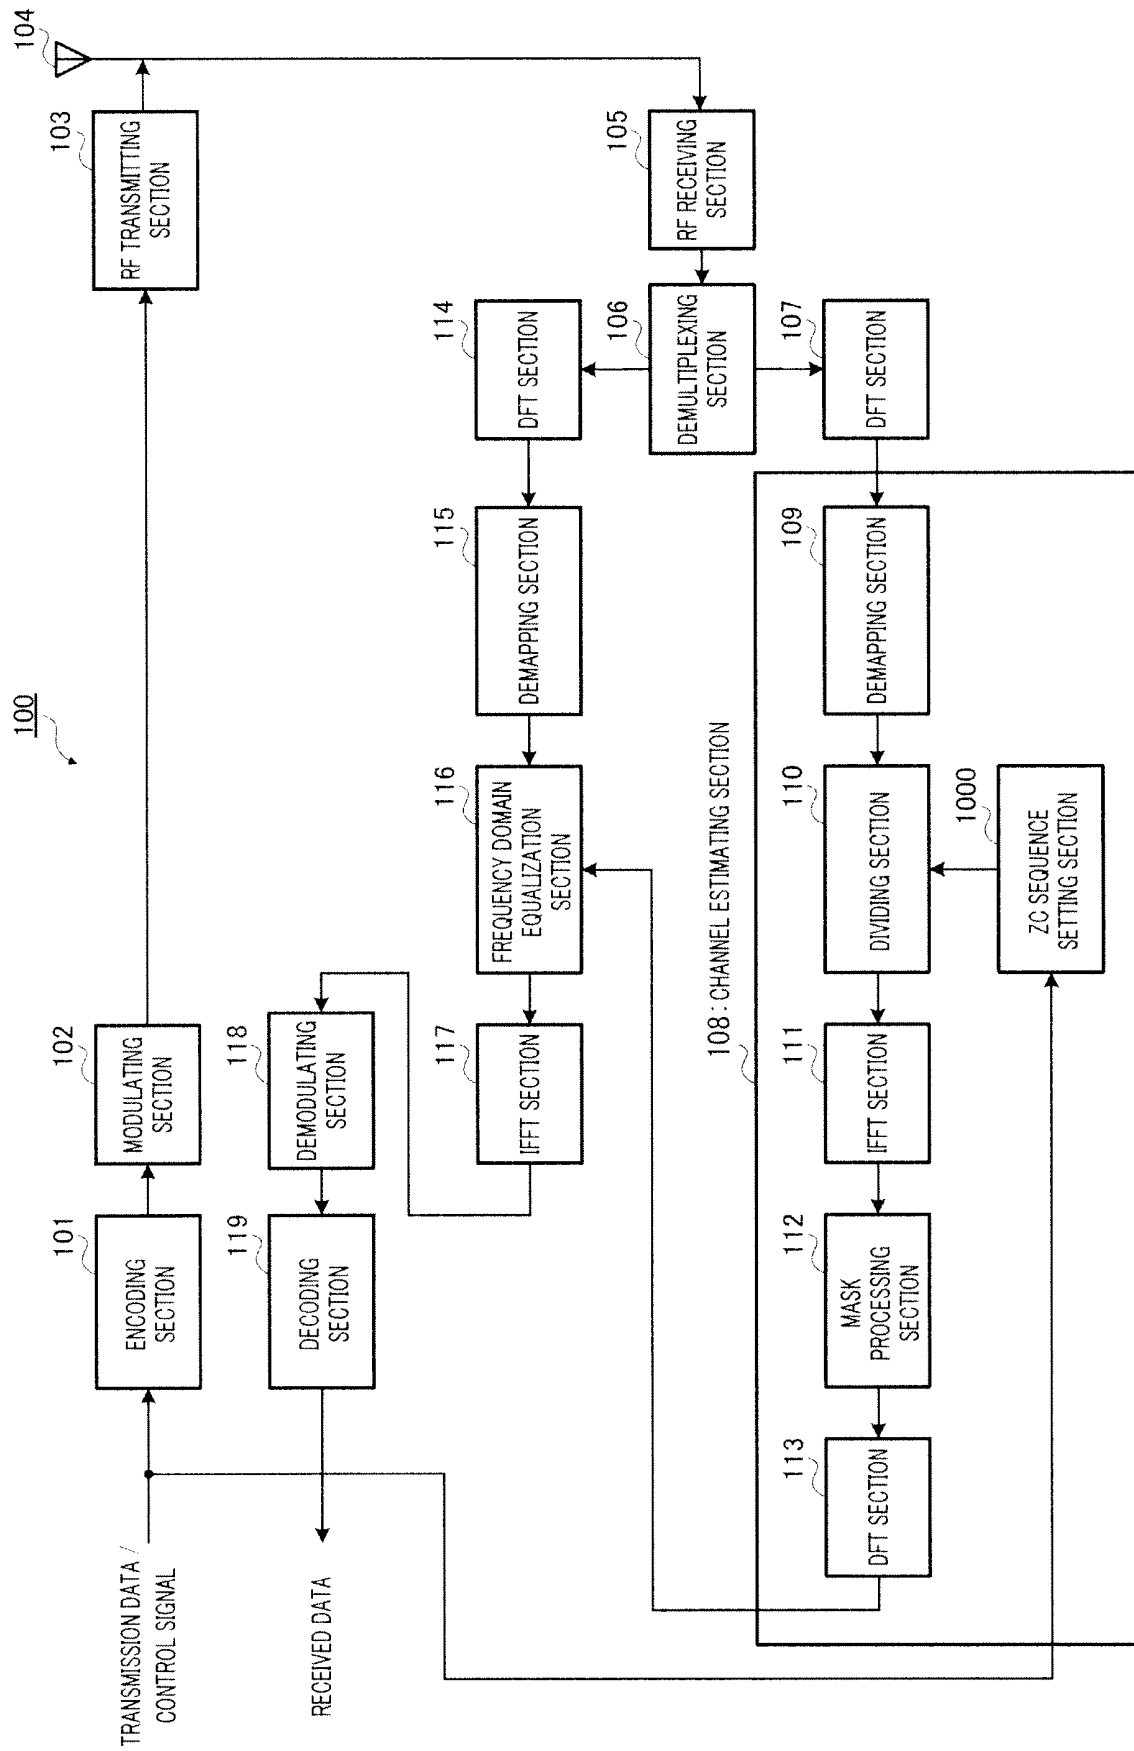 100
TRANSMISSION DATA /
CONTROL SIGNAL
101
ENCODING
SECTION
102
MODULATING
SECTION
103
RF TRANSMITTING
SECTION
104
RECEIVED DATA
119
DECODING
SECTION
118
DEMODULATING
SECTION
117
IFFT SECTION
116
FREQUENCY DOMAIN
EQUALIZATION
SECTION
115
DEMAPPING SECTION
114
DFT SECTION
106
DEMULTIPLEXING
SECTION
105
RF RECEIVING
SECTION
108 : CHANNEL ESTIMATING SECTION
113
DFT SECTION
112
MASK
PROCESSING
SECTION
111
IFFT SECTION
110
DIVIDING SECTION
109
DEMAPPING SECTION
107
DFT SECTION
1000
ZC SEQUENCE
SETTING SECTION